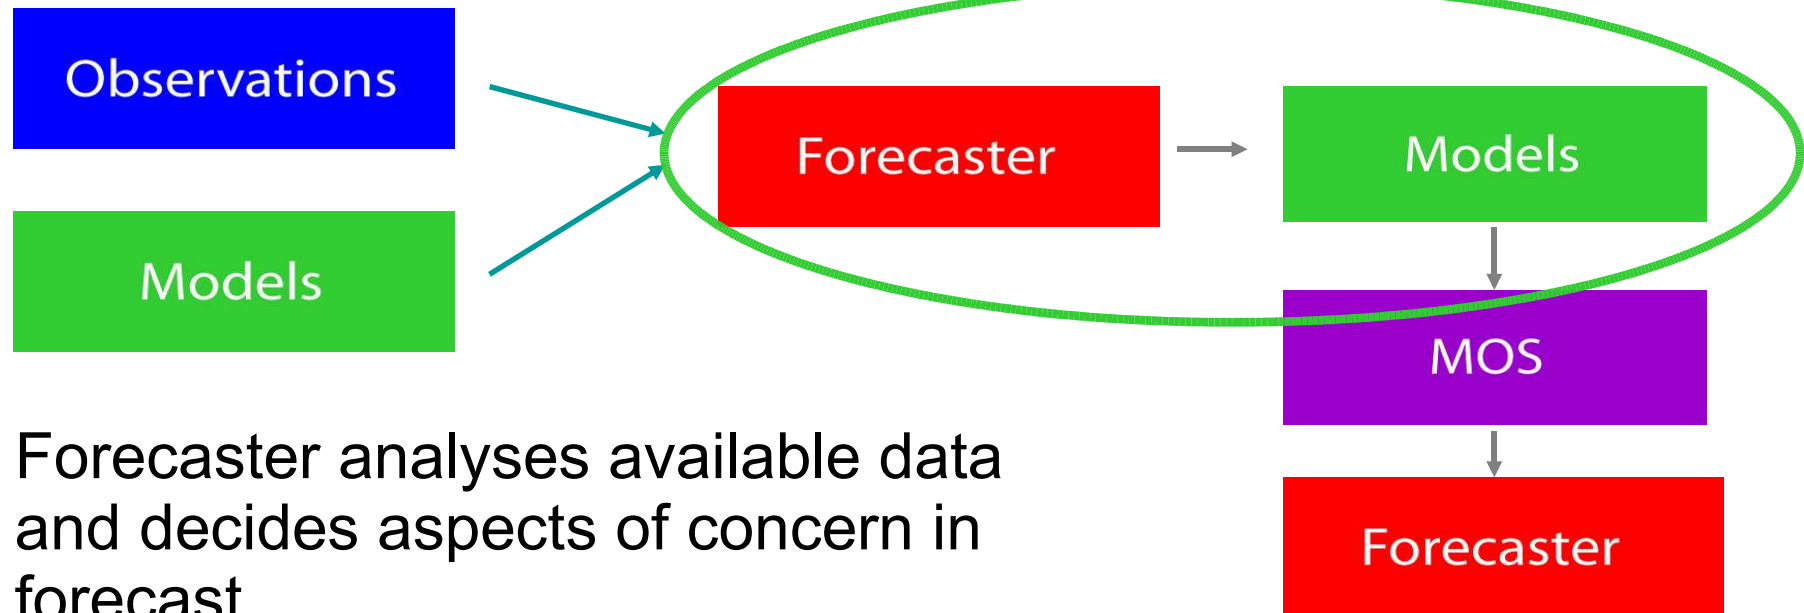 Observations
Models
Forecaster
Models
MOS
Forecaster
Forecaster analyses available data
and decides aspects of concern in
forecast